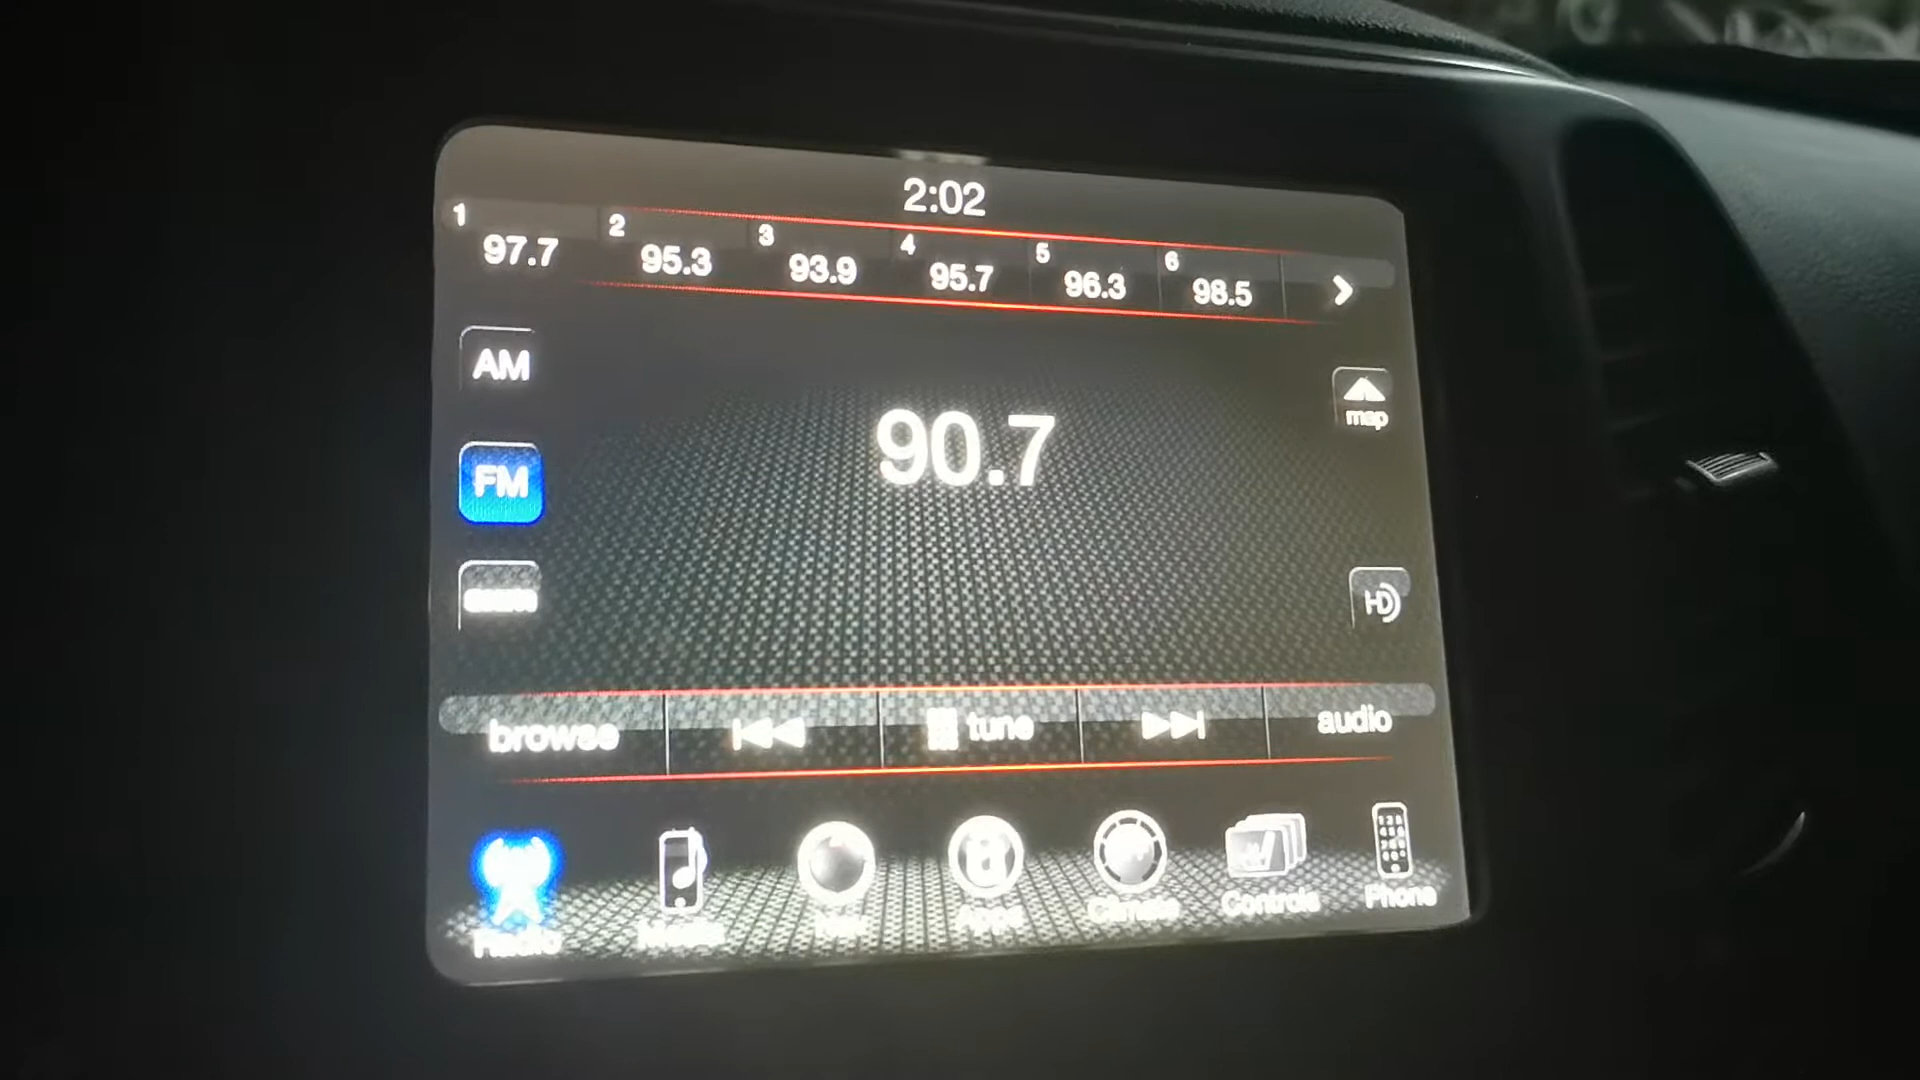 2:02
1 97.7 2 95.3 3 93.9 4 95.7 5 96.3 6 98.5
AM
map
90.7
FM
HD
browse tune audio
Radio Media Nav Apps Climate Controls Phone